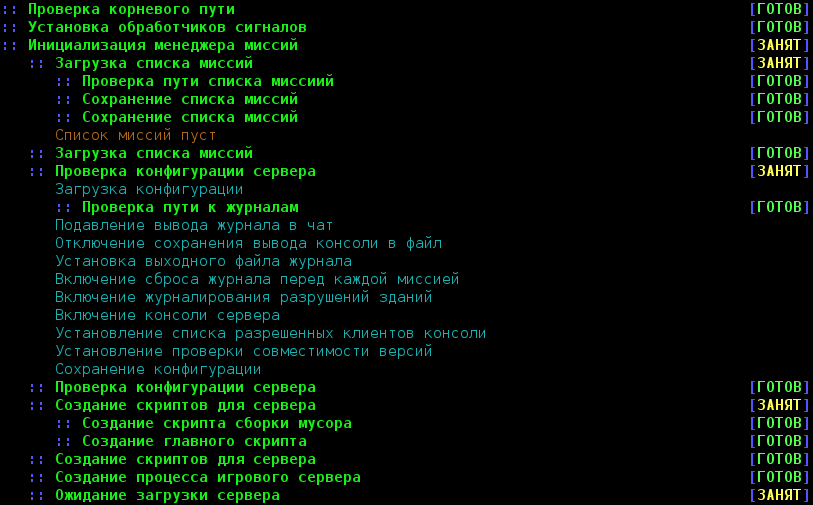 :: Проверка корневого пути [ГОТОВ]
:: Установка обработчиков сигналов [ГОТОВ]
:: Инициализация менеджера миссий [ЗАНЯТ]
:: Загрузка списка миссий [ЗАНЯТ]
:: Проверка пути списка миссиий [ГОТОВ]
:: Сохранение списка миссий [ГОТОВ]
:: Сохранение списка миссий [ГОТОВ]
Список миссий пуст
:: Загрузка списка миссий [ГОТОВ]
:: Проверка конфигурации сервера [ЗАНЯТ]
Загрузка конфигурации
:: Проверка пути к журналам [ГОТОВ]
Подавление вывода журнала в чат
Отключение сохранения вывода консоли в файл
Установка выходного файла журнала
Включение сброса журнала перед каждой миссией
Включение журналирования разрушений зданий
Включение консоли сервера
Установление списка разрешенных клиентов консоли
Установление проверки совместимости версий
Сохранение конфигурации
:: Проверка конфигурации сервера [ГОТОВ]
:: Создание скриптов для сервера [ЗАНЯТ]
:: Создание скрипта сборки мусора [ГОТОВ]
:: Создание главного скрипта [ГОТОВ]
:: Создание скриптов для сервера [ГОТОВ]
:: Создание процесса игрового сервера [ГОТОВ]
:: Ожидание загрузки сервера [ЗАНЯТ]